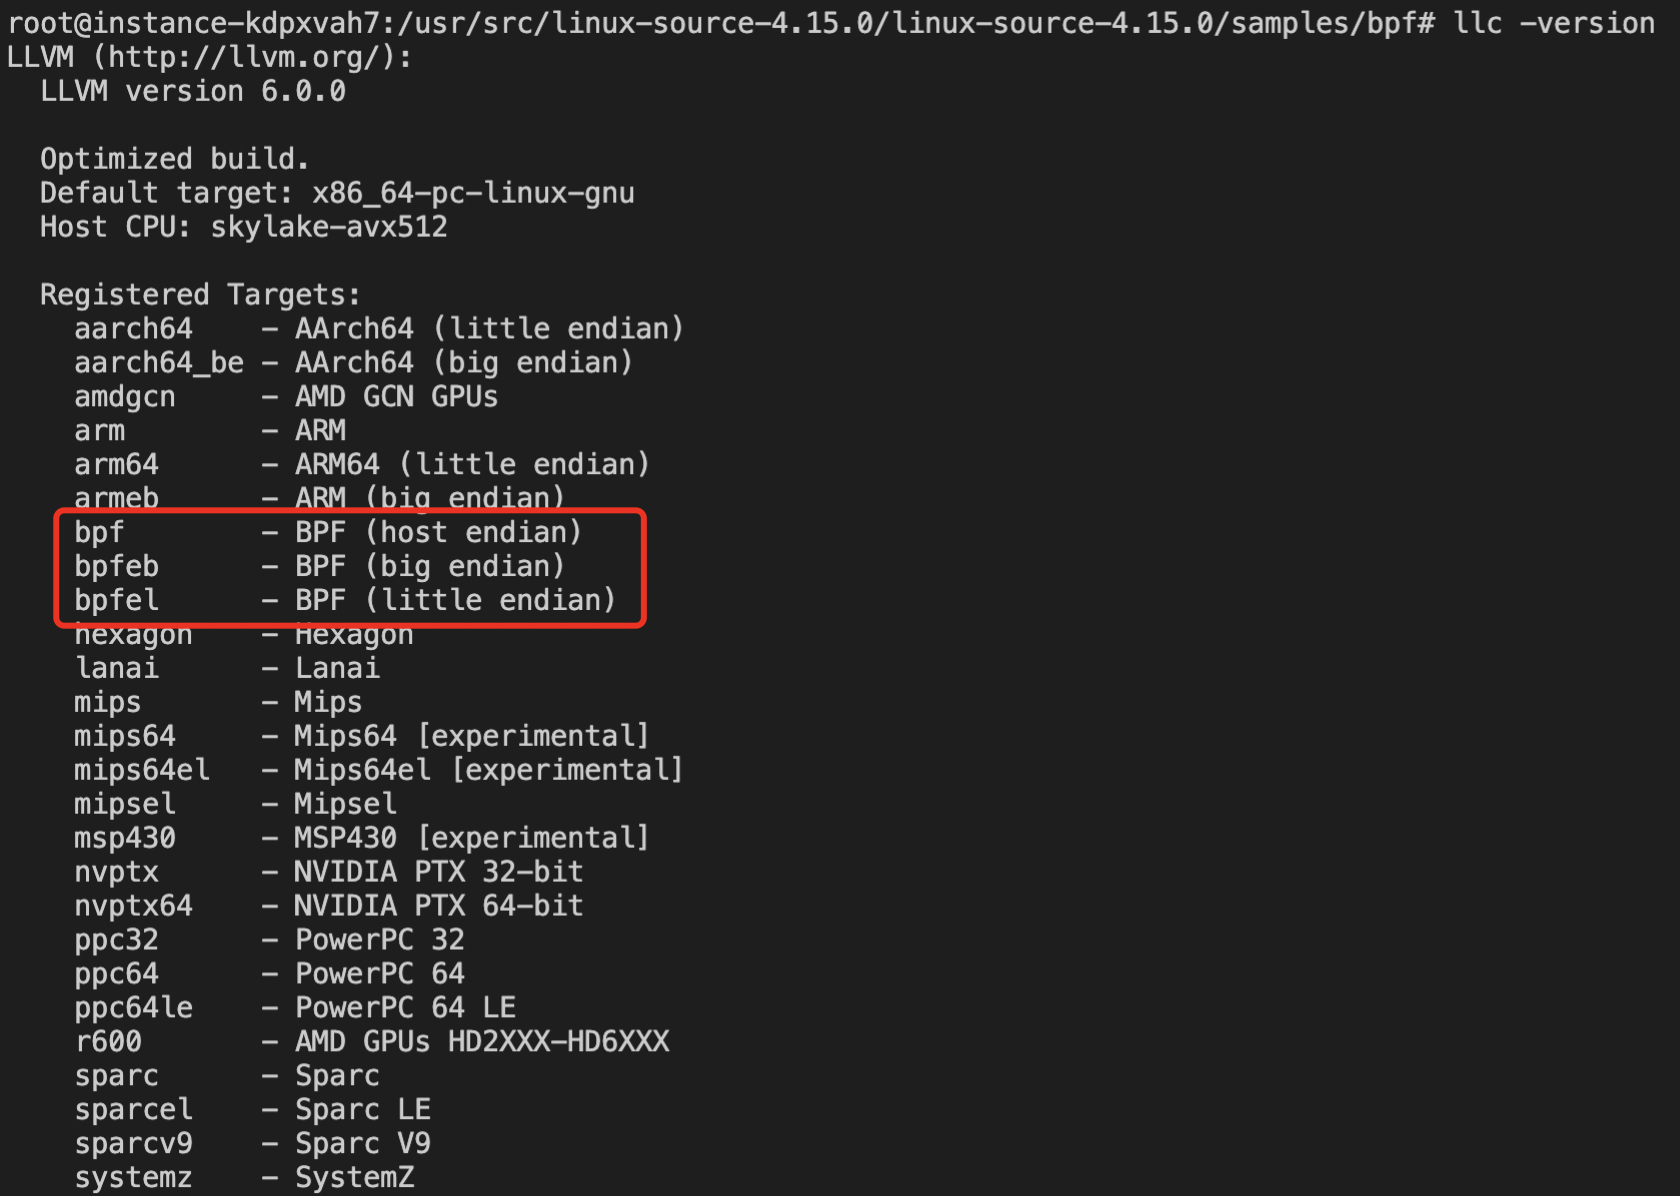 root@instance-kdpxvah7:/usr/src/linux-source-4.15.0/linux-source-4.15.0/samples/bpf# llc -version
LLVM (http://llvm.org/):
  LLVM version 6.0.0

  Optimized build.
  Default target: x86_64-pc-linux-gnu
  Host CPU: skylake-avx512

  Registered Targets:
    aarch64    - AArch64 (little endian)
    aarch64_be - AArch64 (big endian)
    amdgcn     - AMD GCN GPUs
    arm        - ARM
    arm64      - ARM64 (little endian)
    armeb      - ARM (big endian)
    bpf        - BPF (host endian)
    bpfeb      - BPF (big endian)
    bpfel      - BPF (little endian)
    hexagon    - Hexagon
    lanai      - Lanai
    mips       - Mips
    mips64     - Mips64 [experimental]
    mips64el   - Mips64el [experimental]
    mipsel     - Mipsel
    msp430     - MSP430 [experimental]
    nvptx      - NVIDIA PTX 32-bit
    nvptx64    - NVIDIA PTX 64-bit
    ppc32      - PowerPC 32
    ppc64      - PowerPC 64
    ppc64le    - PowerPC 64 LE
    r600       - AMD GPUs HD2XXX-HD6XXX
    sparc      - Sparc
    sparcel    - Sparc LE
    sparcv9    - Sparc V9
    systemz    - SystemZ